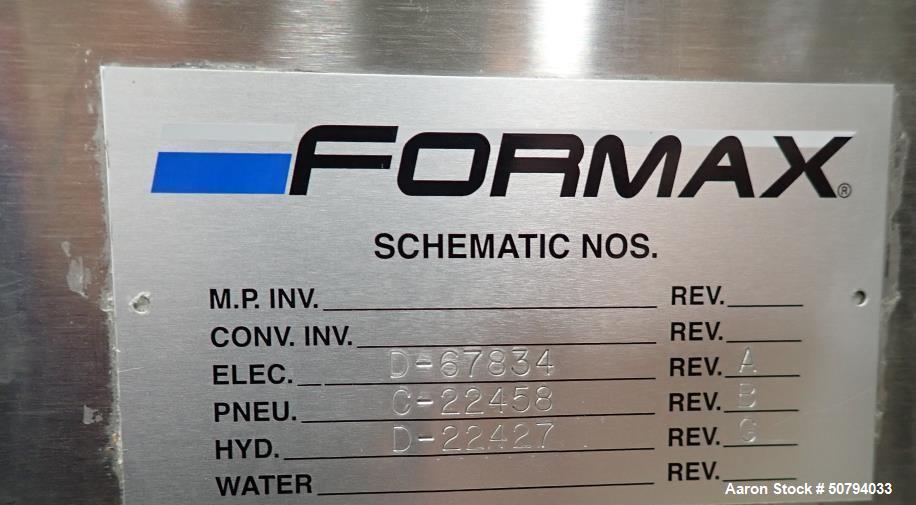 FORMAX®
SCHEMATIC NOS.
M.P. INV. REV.
CONV. INV. REV.
ELEC. D-67834 REV. A
PNEU. C-22458 REV. B
HYD. D-22427 REV. G
WATER REV.
Aaron Stock # 50794033